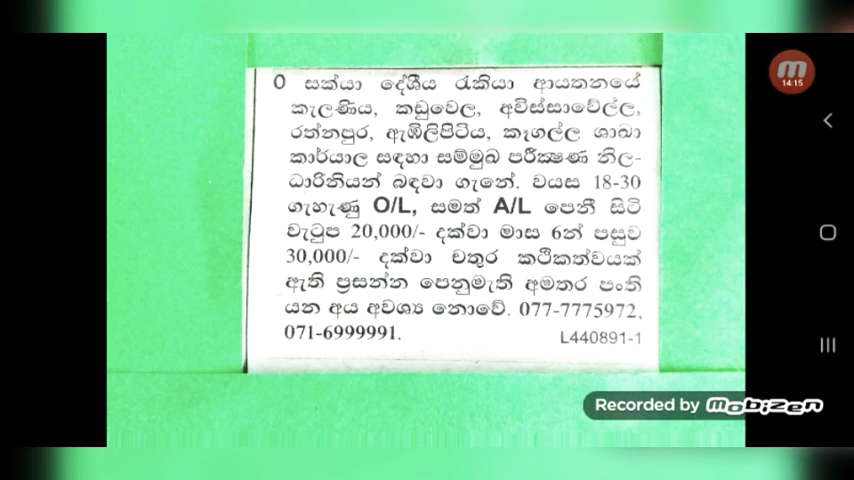 O සක්යා දේශීය රැකියා ආයතනයේ
කැලණිය, කඩුවෙල, අවිස්සාවේල්ල,
රත්නපුර, ඇඹිලිපිටිය, කෑගල්ල ශාඛා
කාර්යාල සඳහා සම්මුඛ පරීක්ෂණ නිල-
ධාරිනියන් බඳවා ගැනේ. වයස 18-30
ගැහැණු O/L, සමත් A/L පෙනී සිටි
වැටුප 20,000/- දක්වා මාස 6න් පසුව
30,000/- දක්වා චතුර කථිකත්වයක්
ඇති ප්‍රසන්න පෙනුමැති අමතර පංති
යන අය අවශ්‍ය නොවේ. 077-7775972,
071-6999991. L440891-1
14:15
Recorded by mobizen